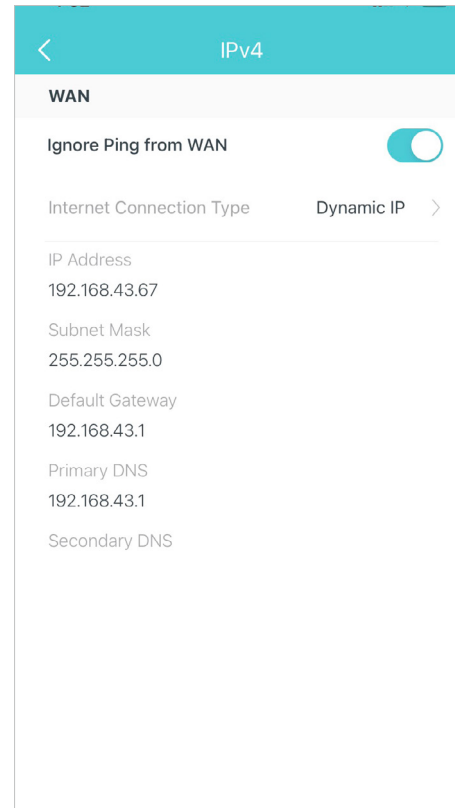 IPv4
WAN
Ignore Ping from WAN
Internet Connection Type Dynamic IP
IP Address
192.168.43.67
Subnet Mask
255.255.255.0
Default Gateway
192.168.43.1
Primary DNS
192.168.43.1
Secondary DNS